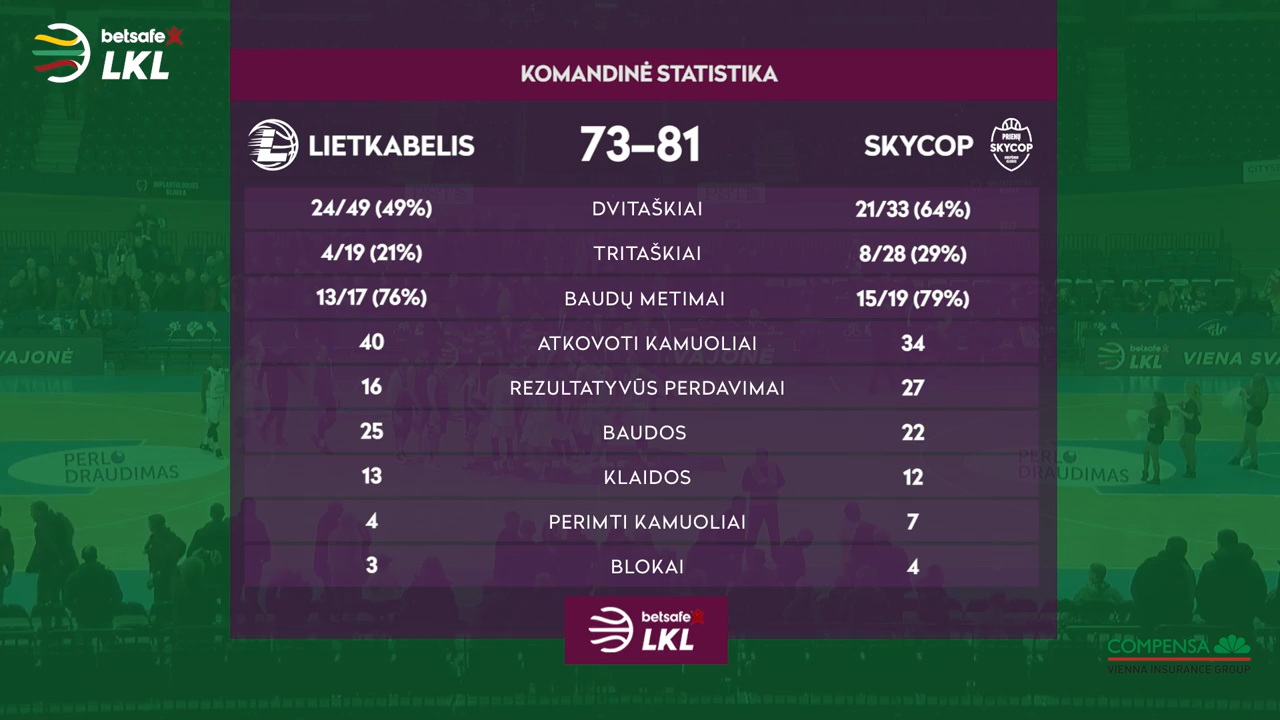 betsafe
LKL
KOMANDINĖ STATISTIKA
LIETKABELIS 73–81 SKYCOP
PRIENŲ
SKYCOP
24/49 (49%) DVITAŠKIAI 21/33 (64%)
4/19 (21%) TRITAŠKIAI 8/28 (29%)
13/17 (76%) BAUDŲ METIMAI 15/19 (79%)
40 ATKOVOTI KAMUOLIAI 34
16 REZULTATYVŪS PERDAVIMAI 27
25 BAUDOS 22
13 KLAIDOS 12
4 PERIMTI KAMUOLIAI 7
3 BLOKAI 4
VAJONĖ
VAJONĖ
betsafe
LKL
VIENA SVA
PERLO
DRAUDIMAS
PERLO
DRAUDIMAS
betsafe
LKL
COMPENSA
VIENNA INSURANCE GROUP